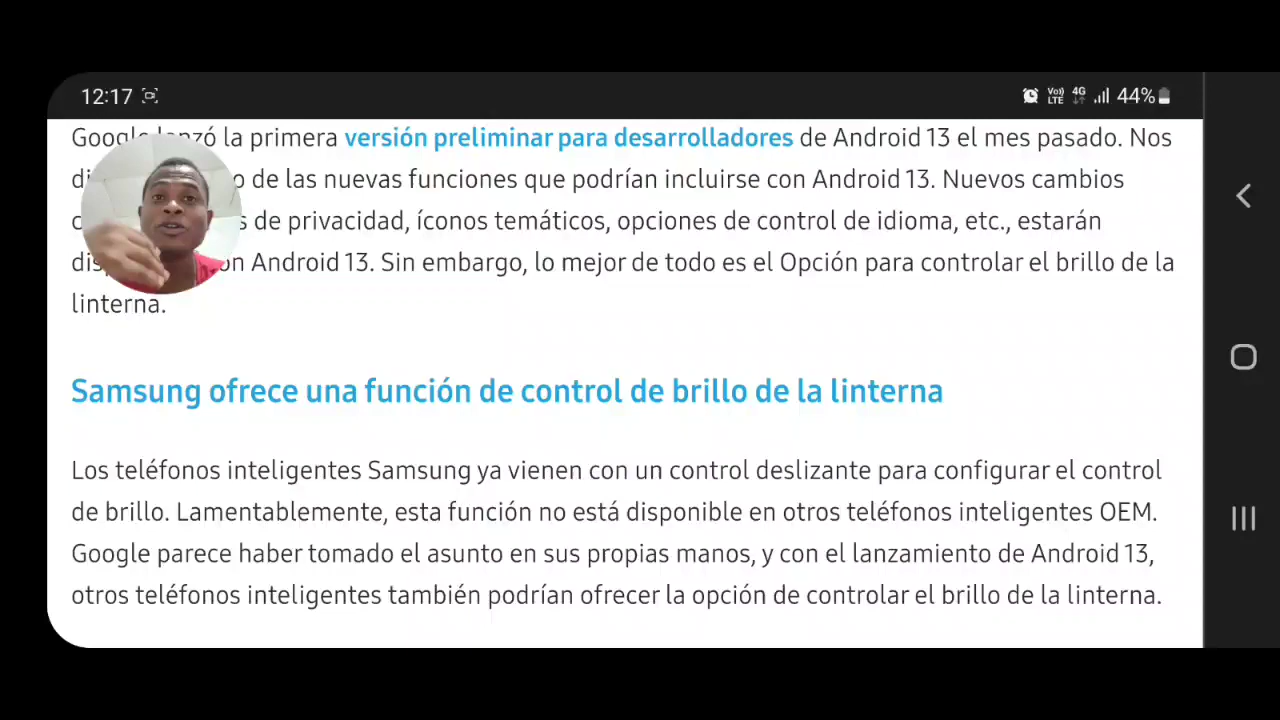 12:17 Vo)) LTE 4G 44%
lanzó la primera versión preliminar para desarrolladores de Android 13 el mes pasado. Nos
de las nuevas funciones que podrían incluirse con Android 13. Nuevos cambios
de privacidad, íconos temáticos, opciones de control de idioma, etc., estarán
Android 13. Sin embargo, lo mejor de todo es el Opción para controlar el brillo de la
linterna.
Samsung ofrece una función de control de brillo de la linterna
Los teléfonos inteligentes Samsung ya vienen con un control deslizante para configurar el control
de brillo. Lamentablemente, esta función no está disponible en otros teléfonos inteligentes OEM.
Google parece haber tomado el asunto en sus propias manos, y con el lanzamiento de Android 13,
otros teléfonos inteligentes también podrían ofrecer la opción de controlar el brillo de la linterna.